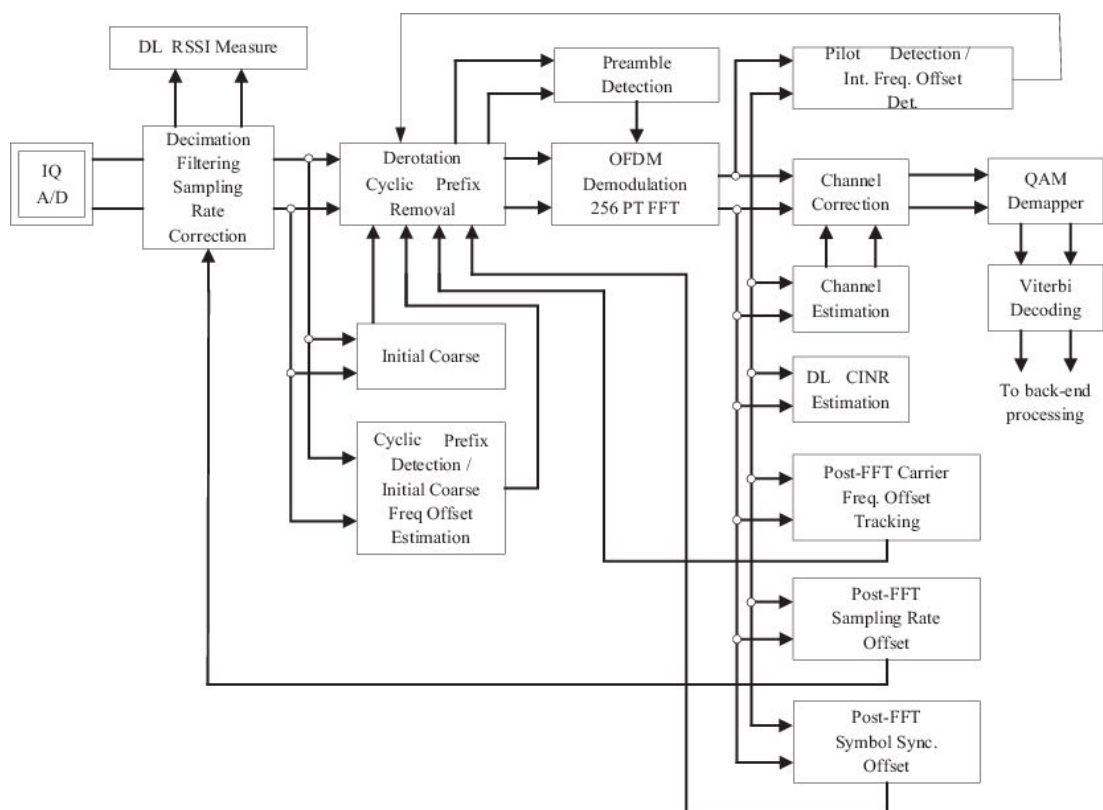 DL RSSI Measure
IQ
A/D
Decimation
Filtering
Sampling
Rate
Correction
Derotation
Cyclic Prefix
Removal
Preamble
Detection
OFDM
Demodulation
256 PT FFT
Pilot Detection /
Int. Freq. Offset
Det.
Channel
Correction
QAM
Demapper
Channel
Estimation
Viterbi
Decoding
To back-end
processing
Initial Coarse
DL CINR
Estimation
Cyclic Prefix
Detection /
Initial Coarse
Freq Offset
Estimation
Post-FFT Carrier
Freq. Offset
Tracking
Post-FFT
Sampling Rate
Offset
Post-FFT
Symbol Sync.
Offset